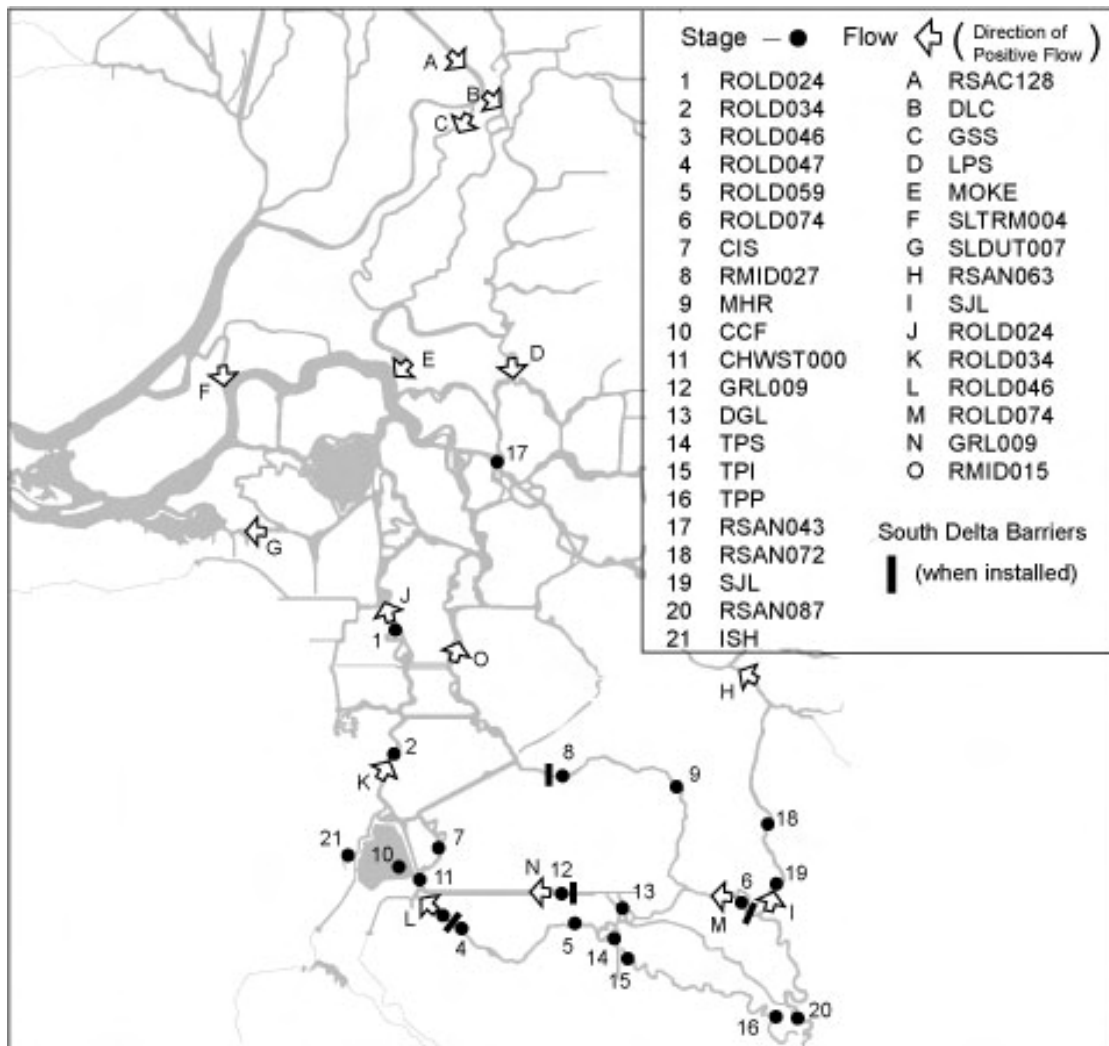 Stage — ● Flow ( Direction of
Positive Flow )
1 ROLD024 A RSAC128
2 ROLD034 B DLC
3 ROLD046 C GSS
4 ROLD047 D LPS
5 ROLD059 E MOKE
6 ROLD074 F SLTRM004
7 CIS G SLDUT007
8 RMID027 H RSAN063
9 MHR I SJL
10 CCF J ROLD024
11 CHWST000 K ROLD034
12 GRL009 L ROLD046
13 DGL M ROLD074
14 TPS N GRL009
15 TPI O RMID015
16 TPP
17 RSAN043
18 RSAN072
19 SJL
20 RSAN087
21 ISH
South Delta Barriers
(when installed)
A
B
C
E
D
F
17
G
J
1
O
H
2
8
K
9
18
21
7
10
11
N
12
13
6
19
L
4
5
M
I
14
15
16
20